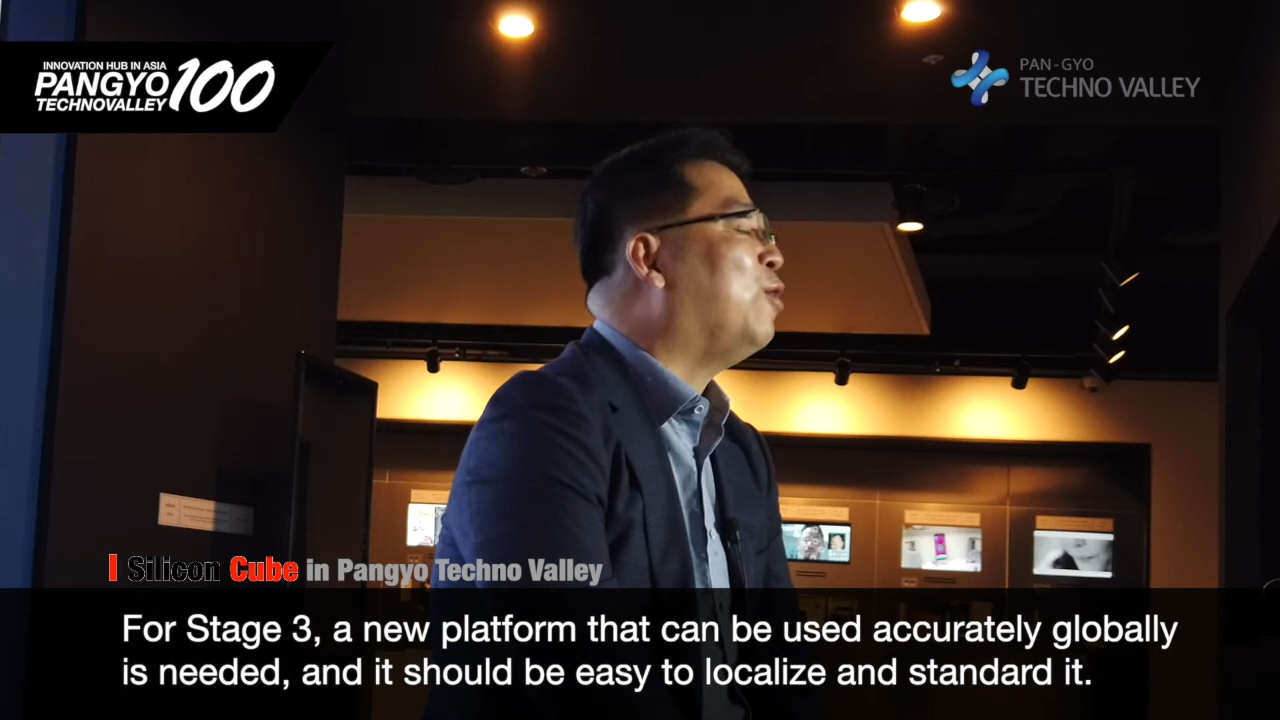 INNOVATION HUB IN ASIA
PANGYO
TECHNOVALLEY
100
PAN-GYO
TECHNO VALLEY
Silicon Cube in Pangyo Techno Valley
For Stage 3, a new platform that can be used accurately globally
is needed, and it should be easy to localize and standard it.